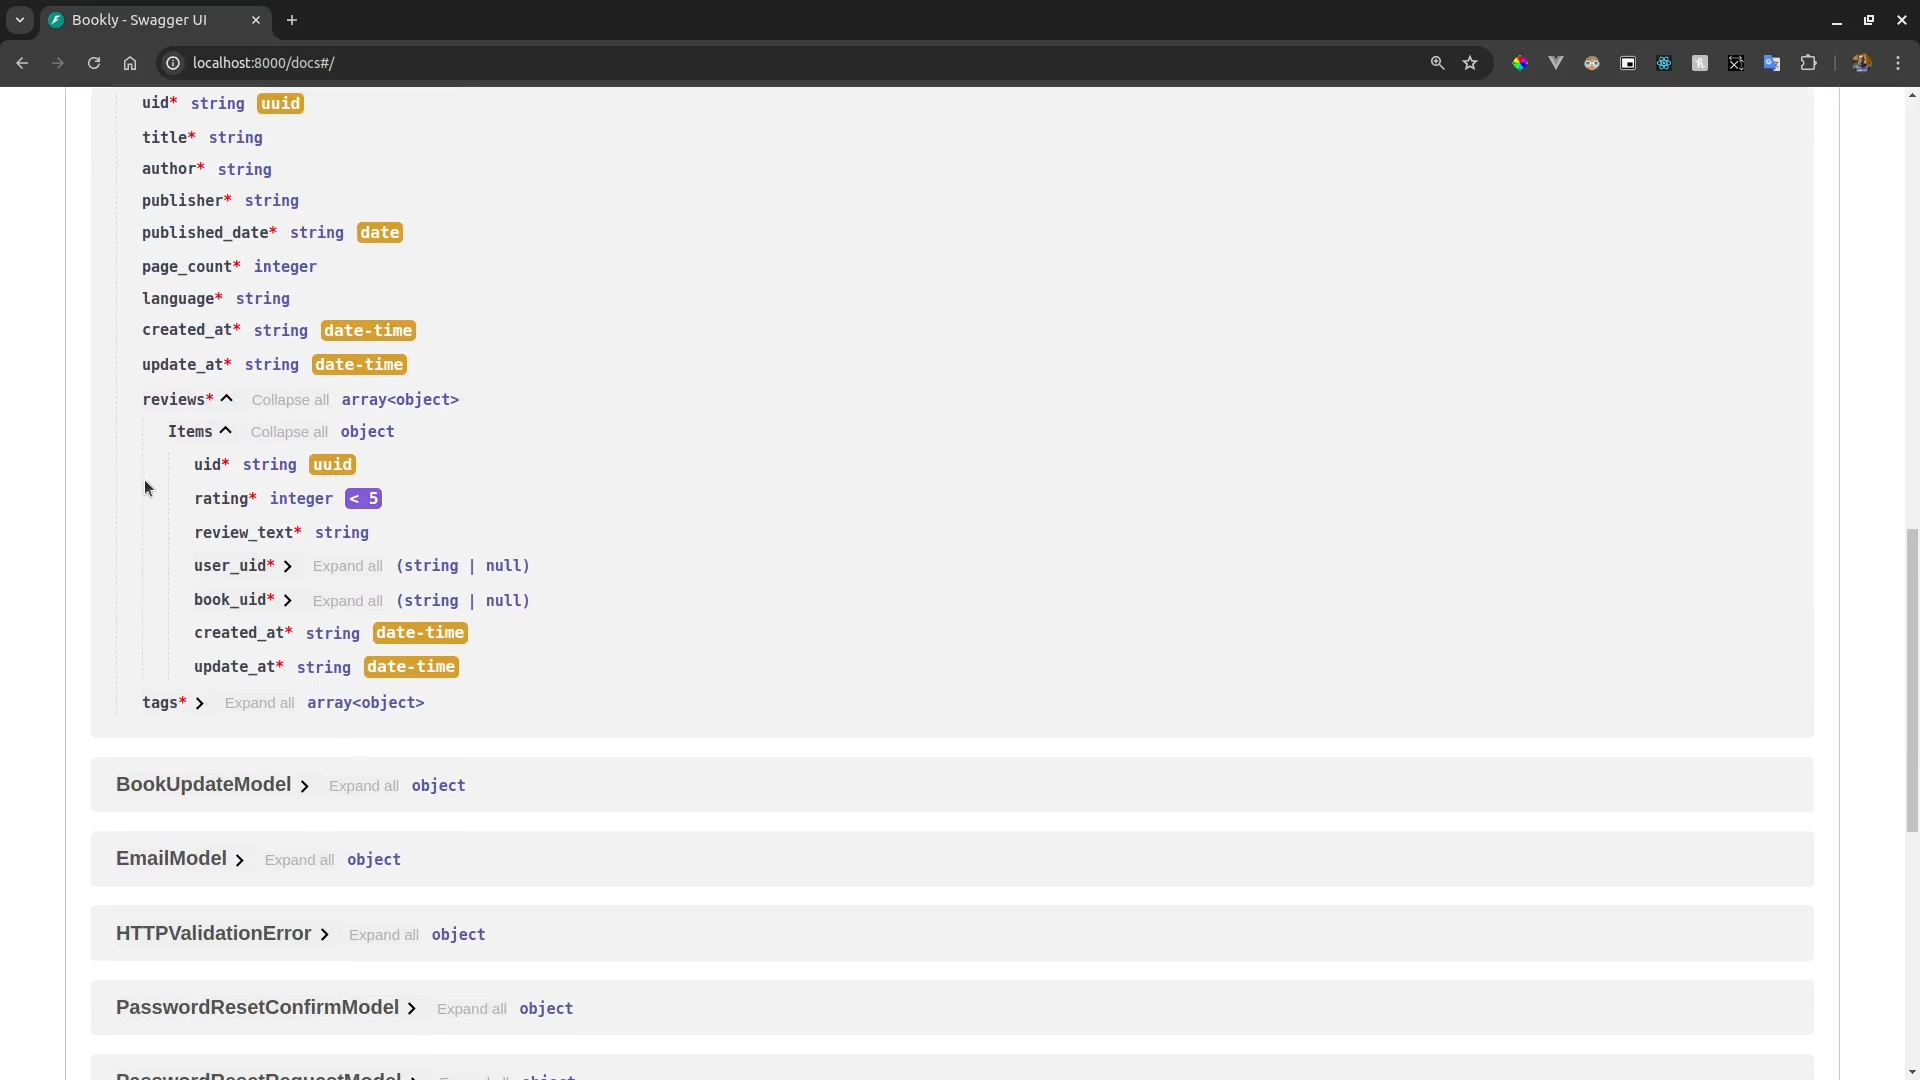 Bookly - Swagger UI
localhost:8000/docs#/
uid* string uuid
title* string
author* string
publisher* string
published_date* string date
page_count* integer
language* string
created_at* string date-time
update_at* string date-time
reviews* Collapse all array<object>
Items Collapse all object
uid* string uuid
rating* integer < 5
review_text* string
user_uid* Expand all (string | null)
book_uid* Expand all (string | null)
created_at* string date-time
update_at* string date-time
tags* Expand all array<object>
BookUpdateModel Expand all object
EmailModel Expand all object
HTTPValidationError Expand all object
PasswordResetConfirmModel Expand all object
PasswordResetRequestModel Expand all object